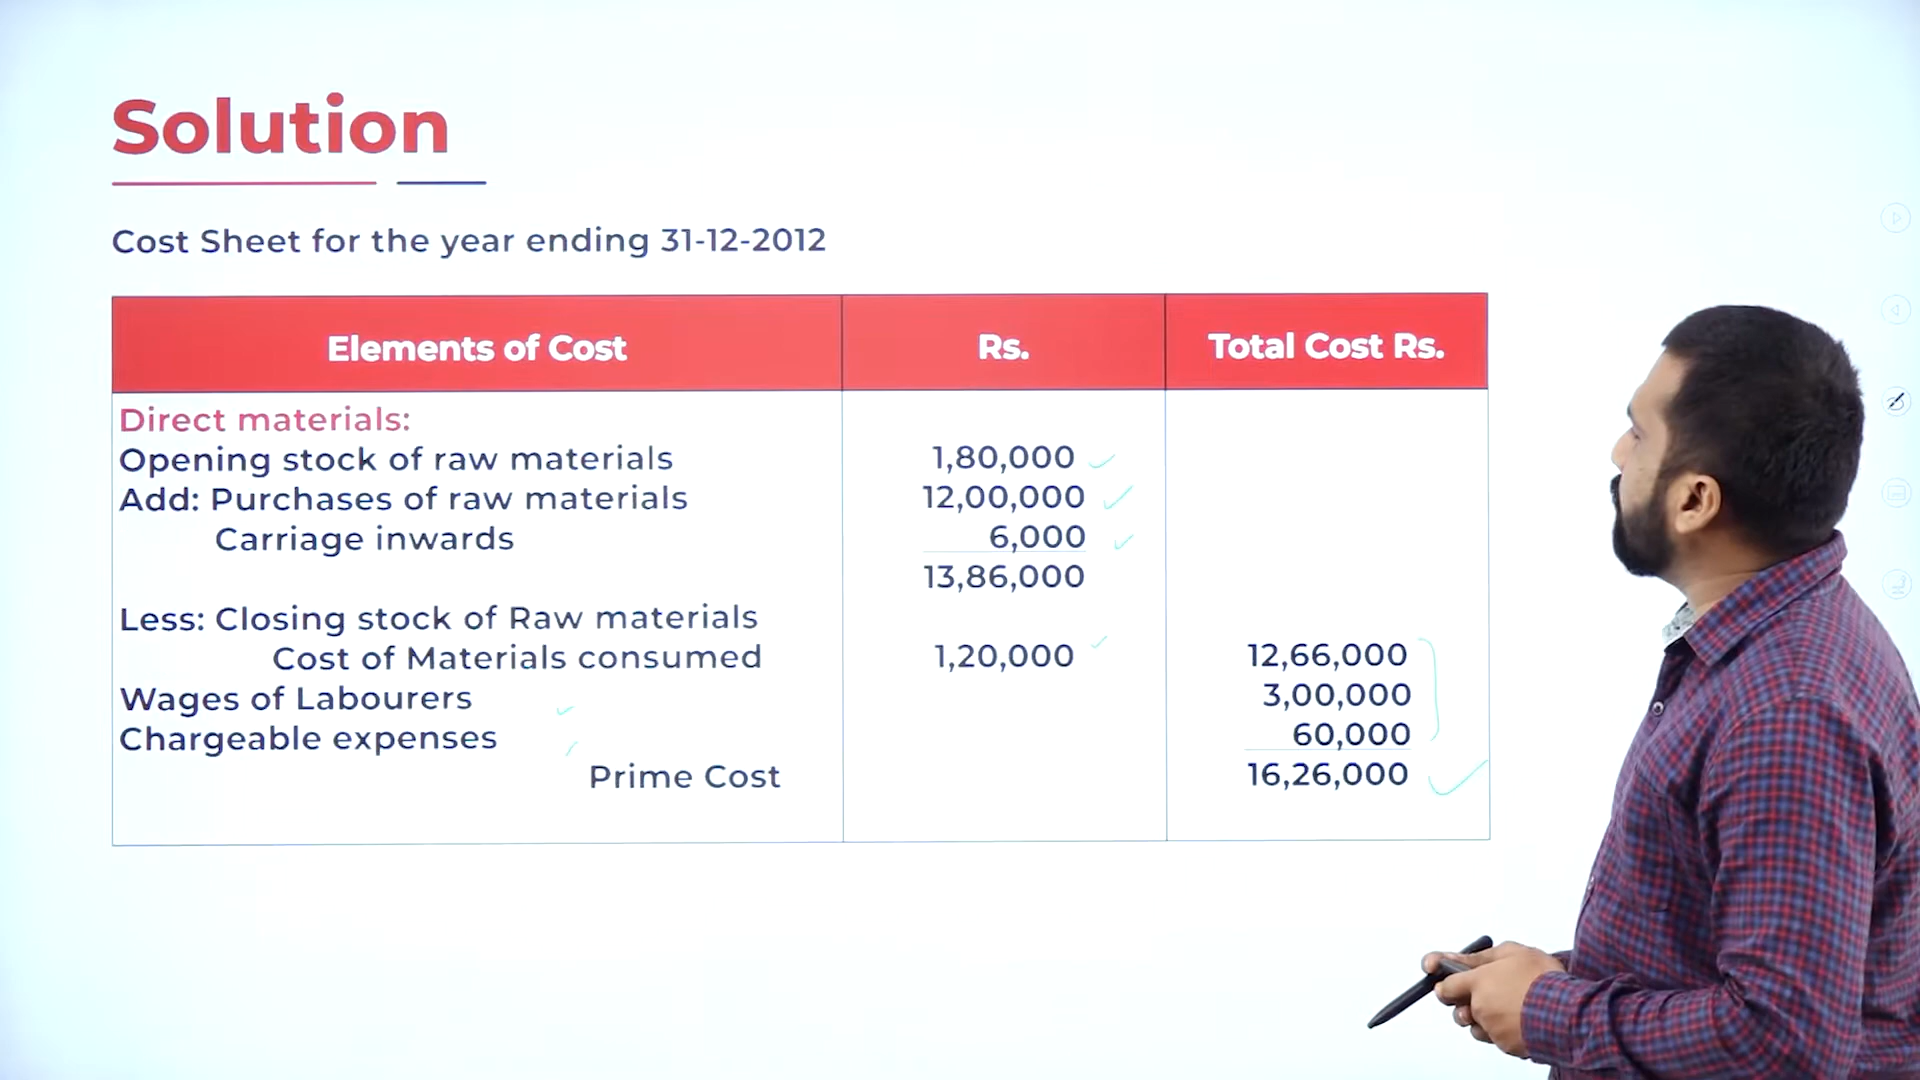 Solution
Cost Sheet for the year ending 31-12-2012
Elements of Cost Rs. Total Cost Rs.
Direct materials:
Opening stock of raw materials 1,80,000
Add: Purchases of raw materials 12,00,000
Carriage inwards 6,000
13,86,000
Less: Closing stock of Raw materials
Cost of Materials consumed 1,20,000 12,66,000
Wages of Labourers 3,00,000
Chargeable expenses 60,000
Prime Cost 16,26,000